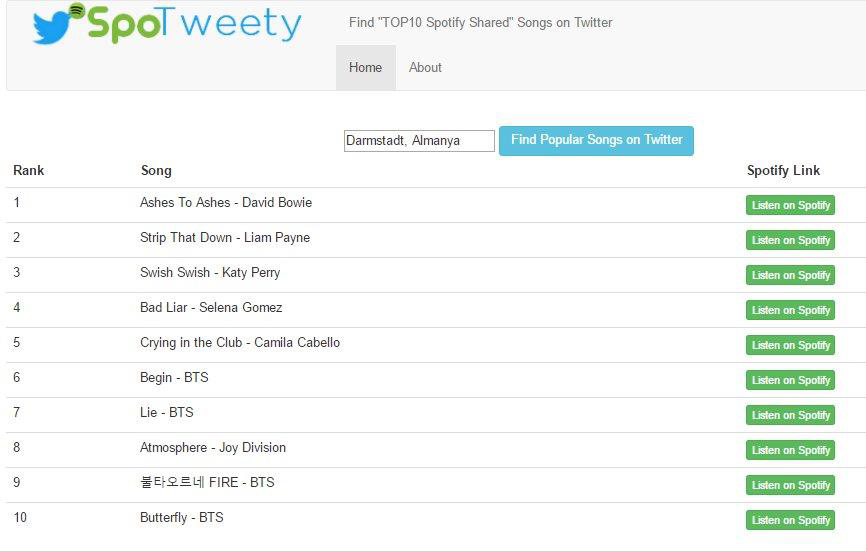 SpoTweety
Find "TOP10 Spotify Shared" Songs on Twitter
Home About
Darmstadt, Almanya Find Popular Songs on Twitter
Rank Song Spotify Link
1 Ashes To Ashes - David Bowie Listen on Spotify
2 Strip That Down - Liam Payne Listen on Spotify
3 Swish Swish - Katy Perry Listen on Spotify
4 Bad Liar - Selena Gomez Listen on Spotify
5 Crying in the Club - Camila Cabello Listen on Spotify
6 Begin - BTS Listen on Spotify
7 Lie - BTS Listen on Spotify
8 Atmosphere - Joy Division Listen on Spotify
9 불타오르네 FIRE - BTS Listen on Spotify
10 Butterfly - BTS Listen on Spotify